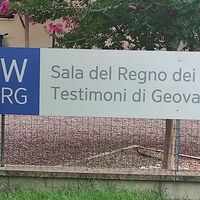 W
RG
Sala del Regno dei
Testimoni di Geova